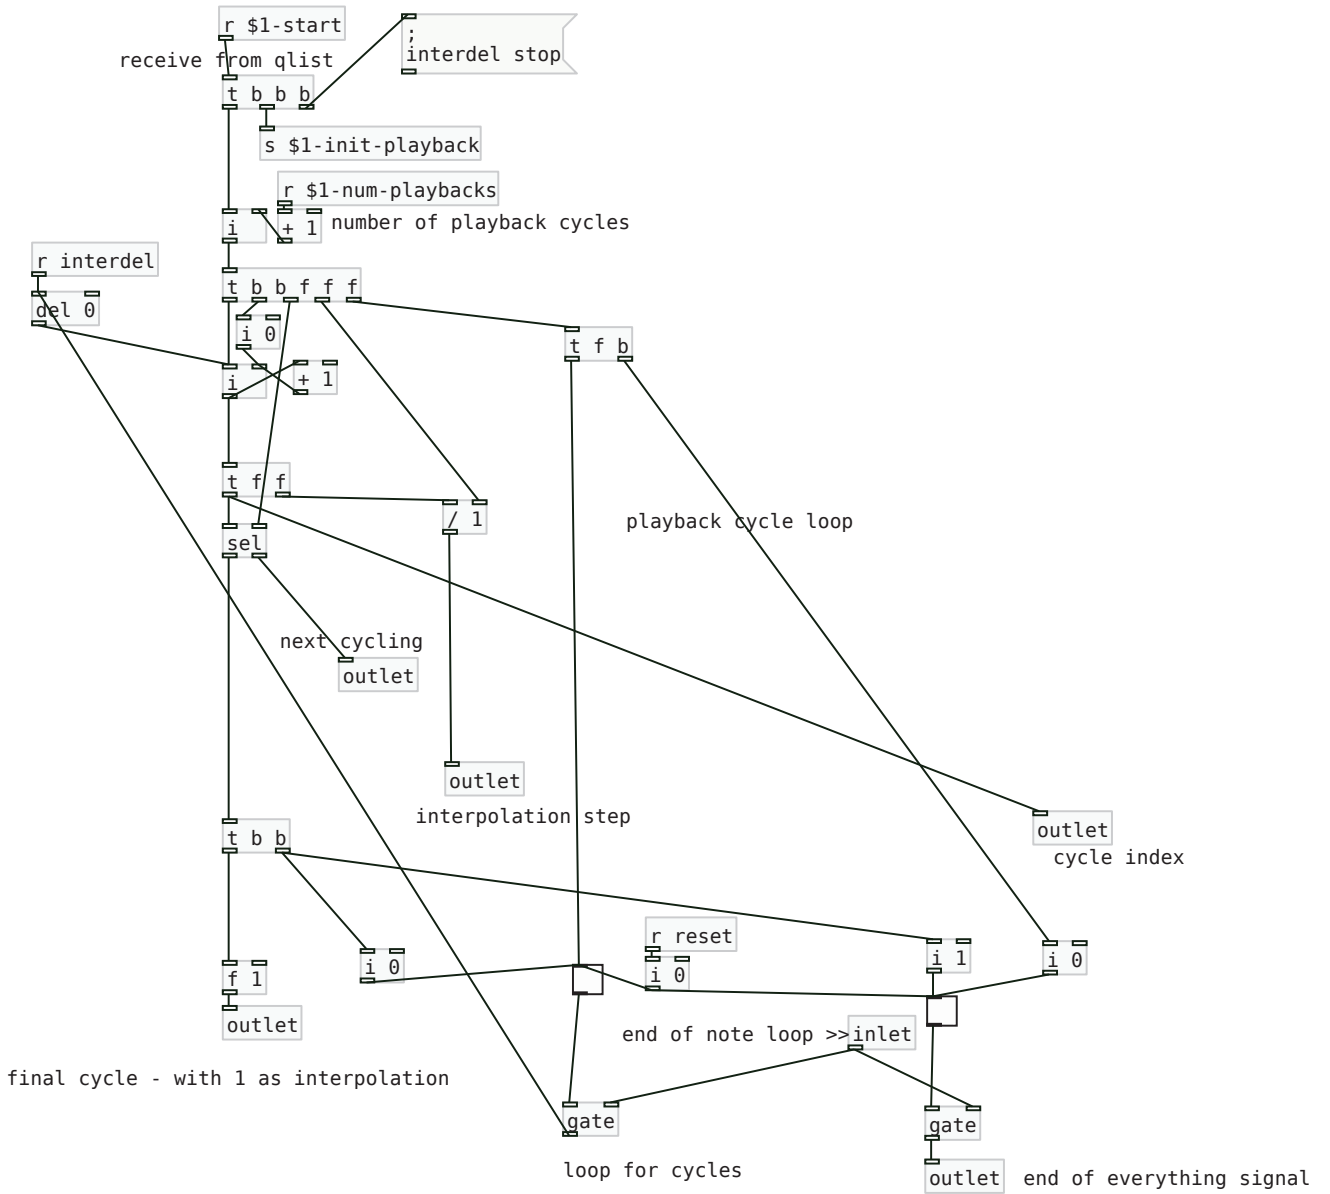 r $1-start
;
interdel stop
receive from qlist
t b b b
s $1-init-playback
r $1-num-playbacks
i
+ 1
number of playback cycles
r interdel
t b b f f f
del 0
i 0
t f b
i
+ 1
t f f
/ 1
playback cycle loop
sel
next cycling
outlet
outlet
interpolation step
t b b
outlet
cycle index
r reset
i 1
i 0
i 0
i 0
f 1
outlet
end of note loop >>
inlet
final cycle - with 1 as interpolation
gate
gate
loop for cycles
outlet
end of everything signal